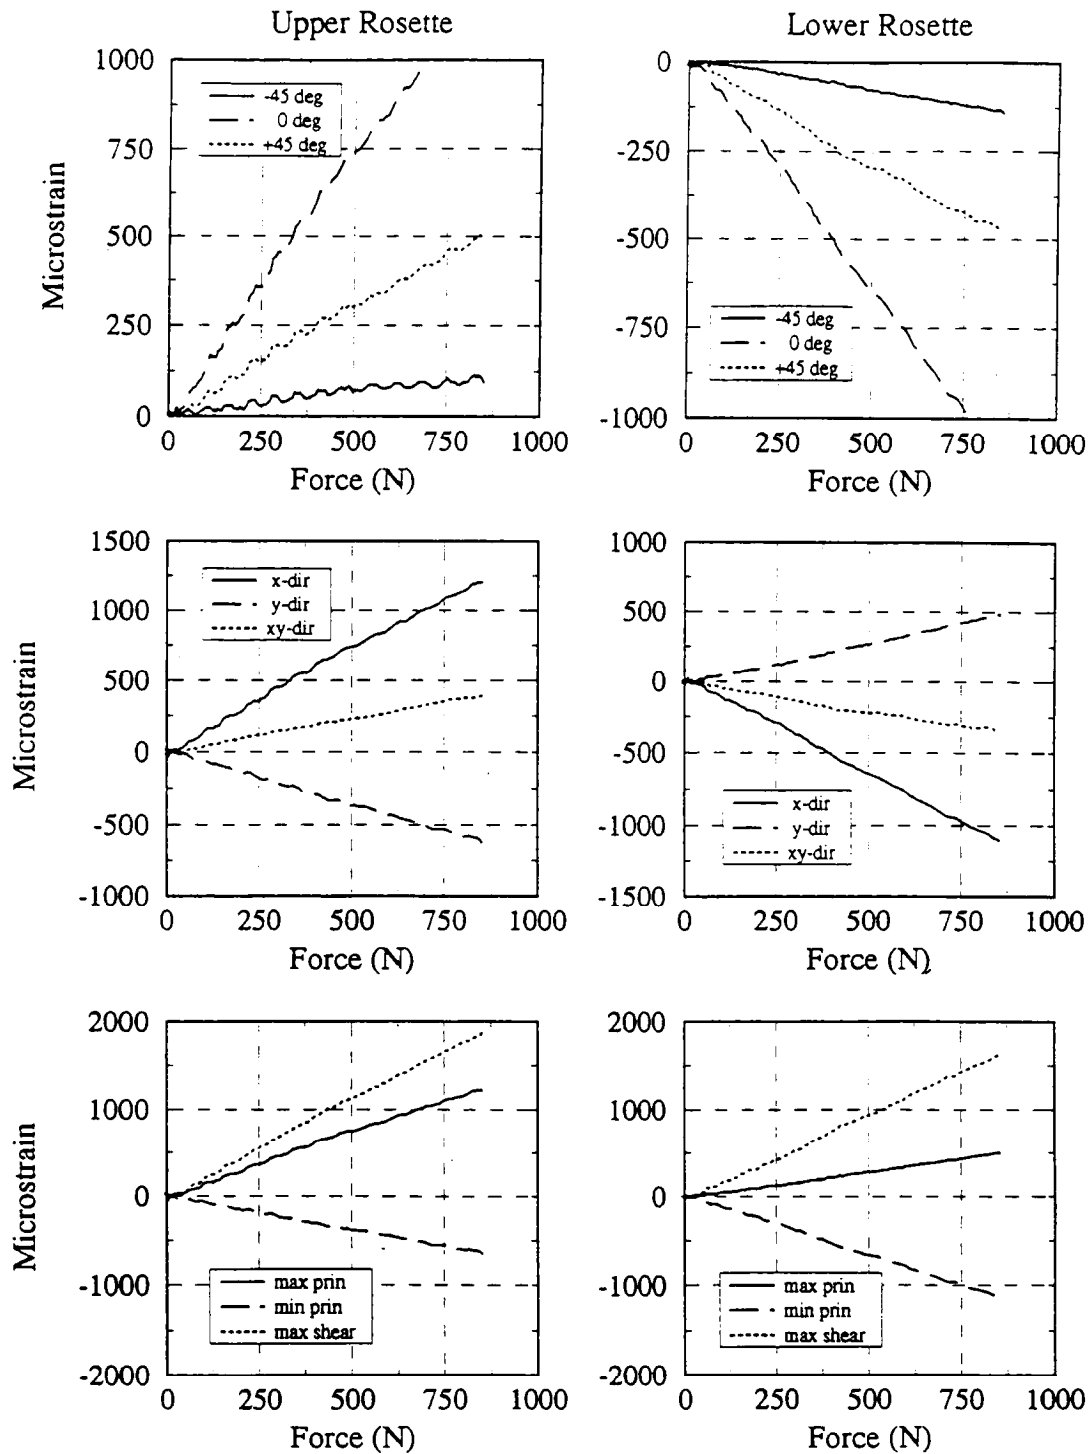 Upper Rosette
Lower Rosette
1000
750
500
250
0
Microstrain
-45 deg
0 deg
+45 deg
0 250 500 750 1000
Force (N)
0
-250
-500
-750
-1000
-45 deg
0 deg
+45 deg
0 250 500 750 1000
Force (N)
1500
1000
500
0
-500
-1000
Microstrain
x-dir
y-dir
xy-dir
0 250 500 750 1000
Force (N)
1000
500
0
-500
-1000
-1500
x-dir
y-dir
xy-dir
0 250 500 750 1000
Force (N)
2000
1000
0
-1000
-2000
Microstrain
max prin
min prin
max shear
0 250 500 750 1000
Force (N)
2000
1000
0
-1000
-2000
max prin
min prin
max shear
0 250 500 750 1000
Force (N)